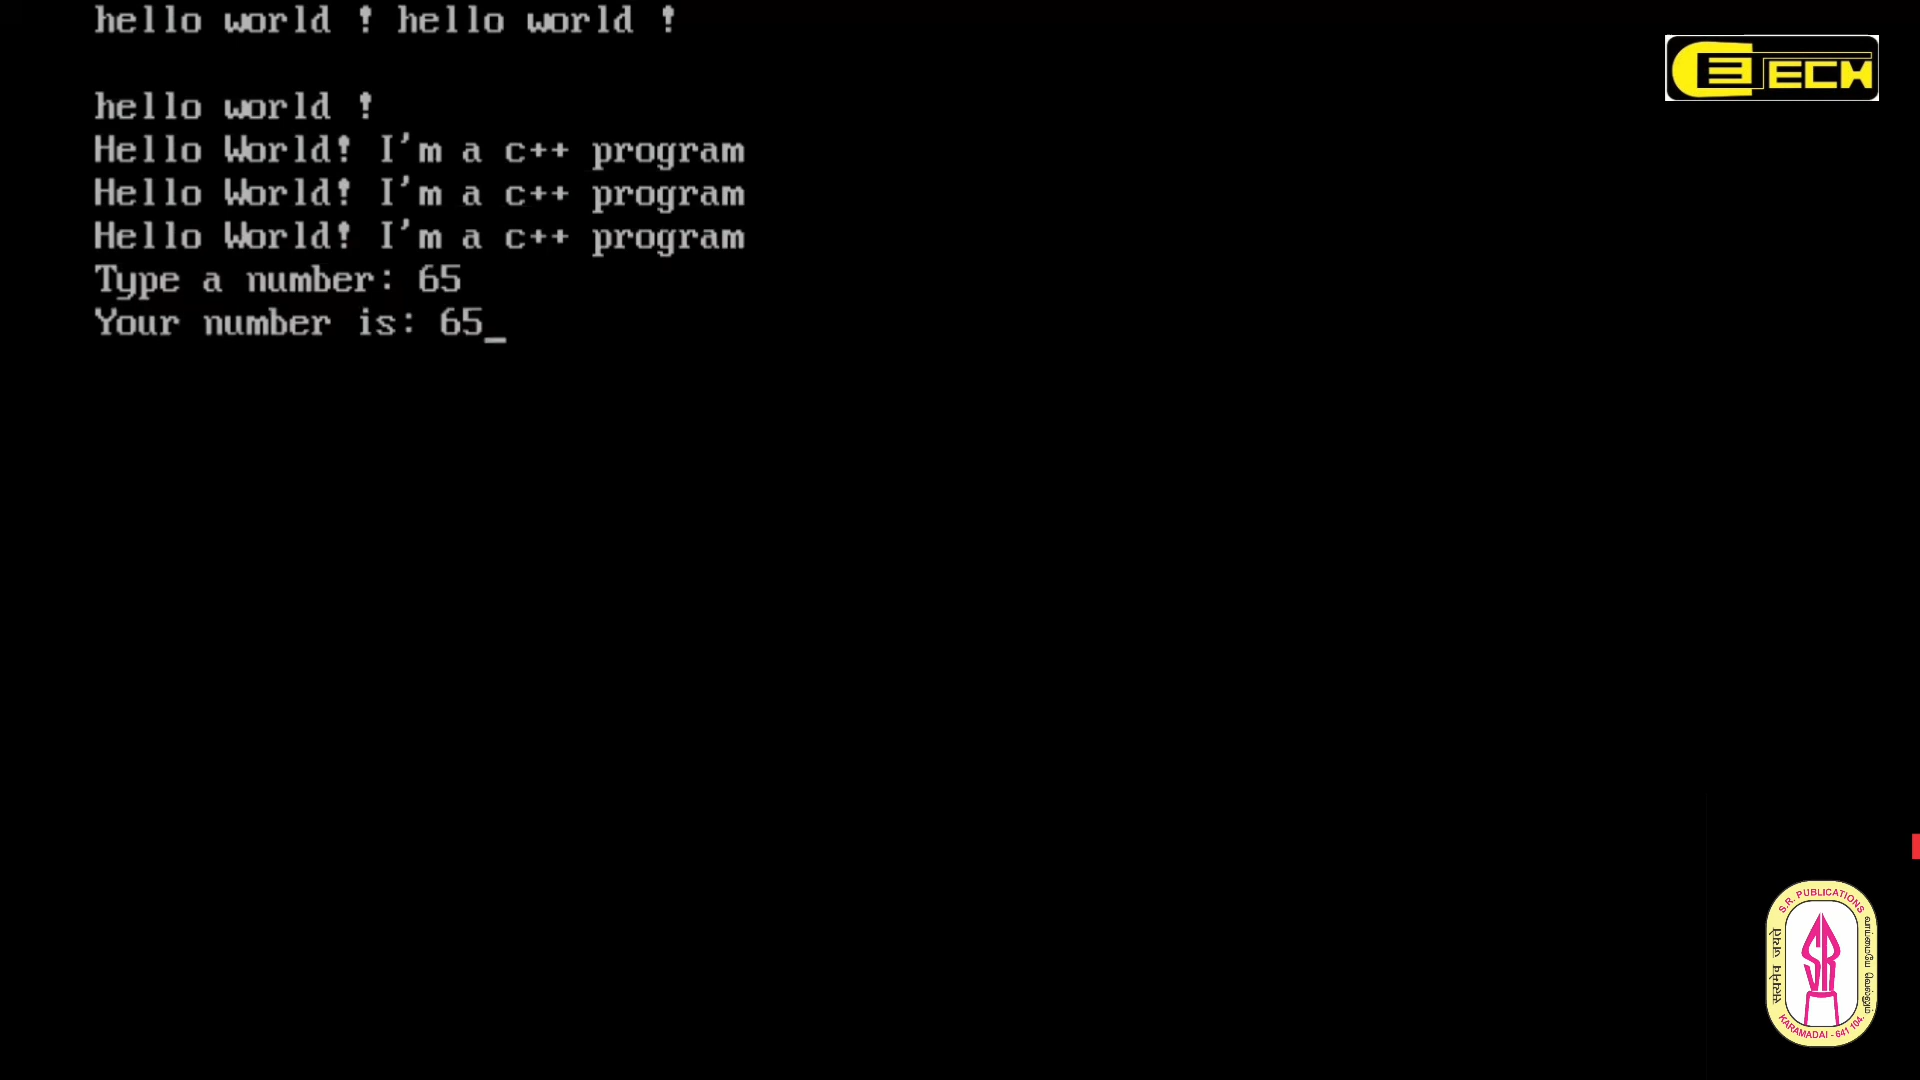 hello world ! hello world !
hello world !
Hello World! I'm a c++ program
Hello World! I'm a c++ program
Hello World! I'm a c++ program
Type a number: 65
Your number is: 65_
ECH
S.R. PUBLICATIONS
SR
KARAMADAI - 641 104.